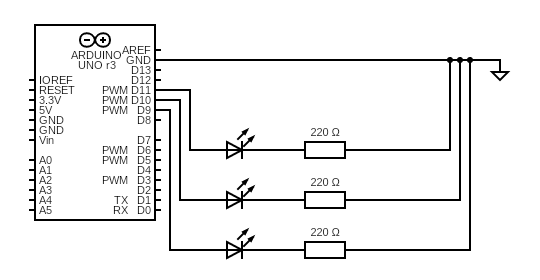 AREF
ARDUINO
GND
UNO r3
D13
IOREF
D12
RESET
PWM D11
3.3V
PWM D10
5V
PWM D9
GND
D8
GND
Vin
D7
PWM D6
A0
PWM D5
A1
D4
A2
PWM D3
A3
D2
A4
TX D1
A5
RX D0
220 Ω
220 Ω
220 Ω